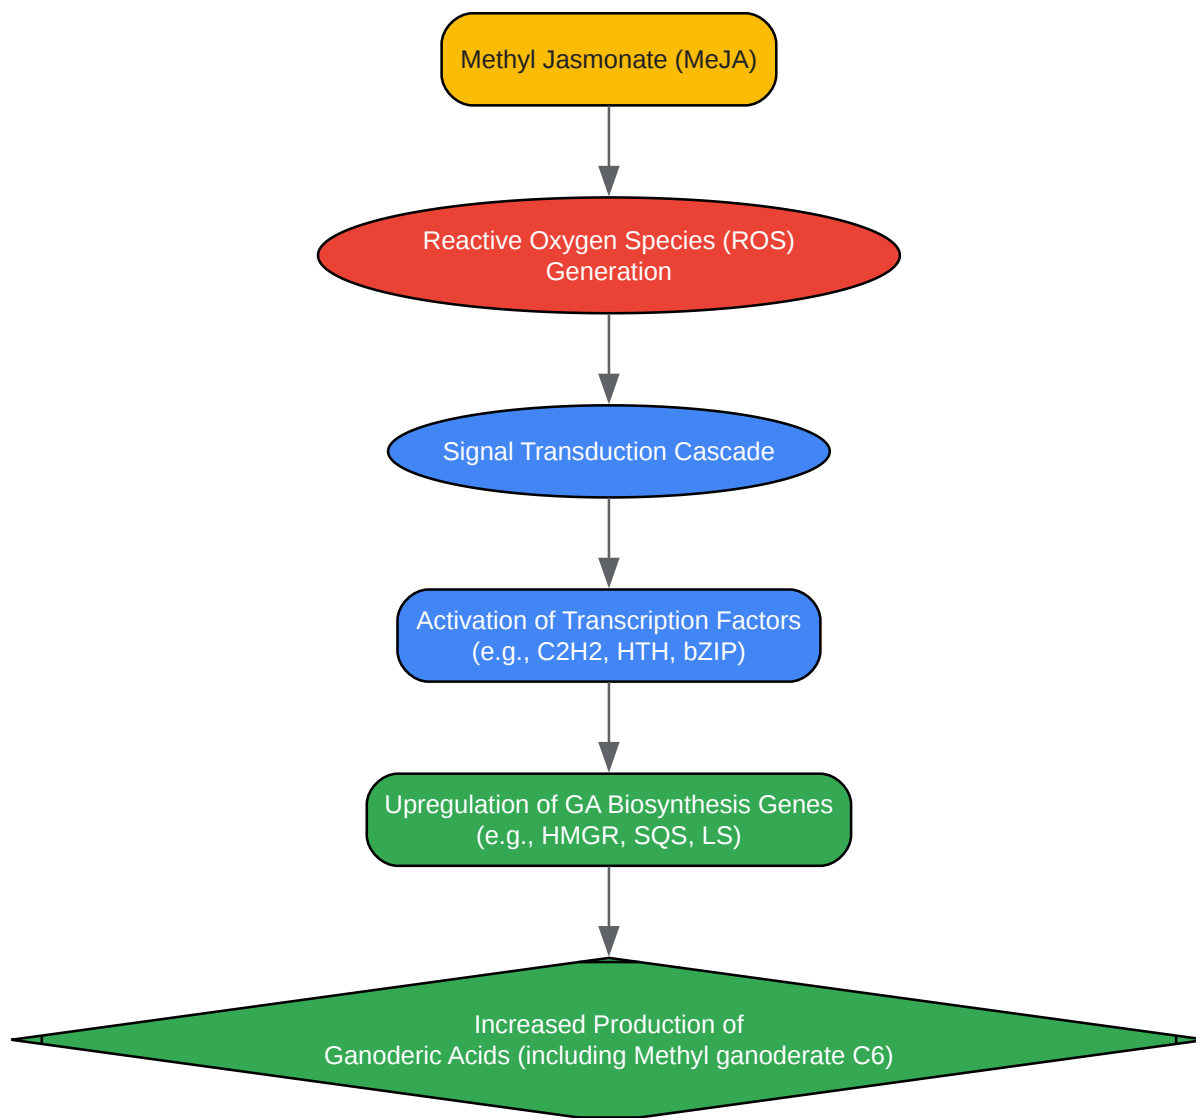 Methyl Jasmonate (MeJA)
Reactive Oxygen Species (ROS)
Generation
Signal Transduction Cascade
Activation of Transcription Factors
(e.g., C2H2, HTH, bZIP)
Upregulation of GA Biosynthesis Genes
(e.g., HMGR, SQS, LS)
Increased Production of
Ganoderic Acids (including Methyl ganoderate C6)